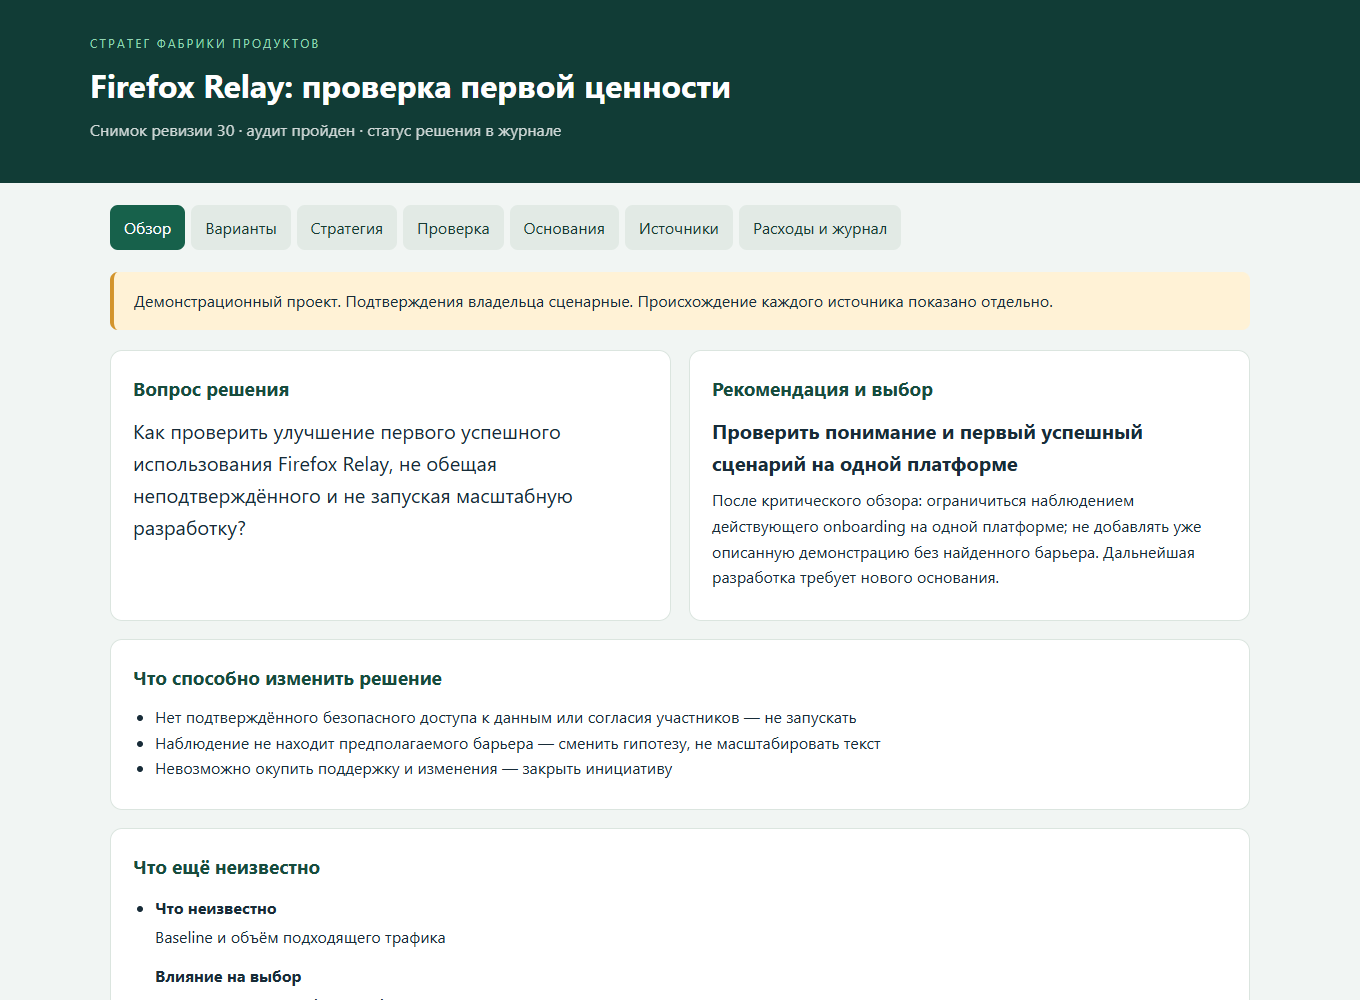 СТРАТЕГ ФАБРИКИ ПРОДУКТОВ
Firefox Relay: проверка первой ценности
Снимок ревизии 30 · аудит пройден · статус решения в журнале
Обзор
Варианты
Стратегия
Проверка
Основания
Источники
Расходы и журнал
Демонстрационный проект. Подтверждения владельца сценарные. Происхождение каждого источника показано отдельно.
Вопрос решения
Как проверить улучшение первого успешного
использования Firefox Relay, не обещая
неподтверждённого и не запуская масштабную
разработку?
Рекомендация и выбор
Проверить понимание и первый успешный
сценарий на одной платформе
После критического обзора: ограничиться наблюдением
действующего onboarding на одной платформе; не добавлять уже
описанную демонстрацию без найденного барьера. Дальнейшая
разработка требует нового основания.
Что способно изменить решение
Нет подтверждённого безопасного доступа к данным или согласия участников — не запускать
Наблюдение не находит предполагаемого барьера — сменить гипотезу, не масштабировать текст
Невозможно окупить поддержку и изменения — закрыть инициативу
Что ещё неизвестно
Что неизвестно
Baseline и объём подходящего трафика
Влияние на выбор